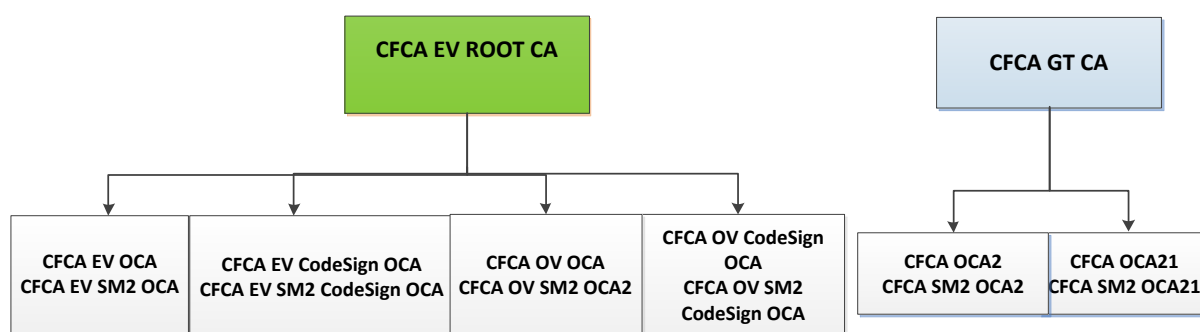 CFCA EV ROOT CA
CFCA GT CA
CFCA EV OCA
CFCA EV SM2 OCA
CFCA EV CodeSign OCA
CFCA EV SM2 CodeSign OCA
CFCA OV OCA
CFCA OV SM2 OCA2
CFCA OV CodeSign
OCA
CFCA OV SM2
CodeSign OCA
CFCA OCA2
CFCA SM2 OCA2
CFCA OCA21
CFCA SM2 OCA21